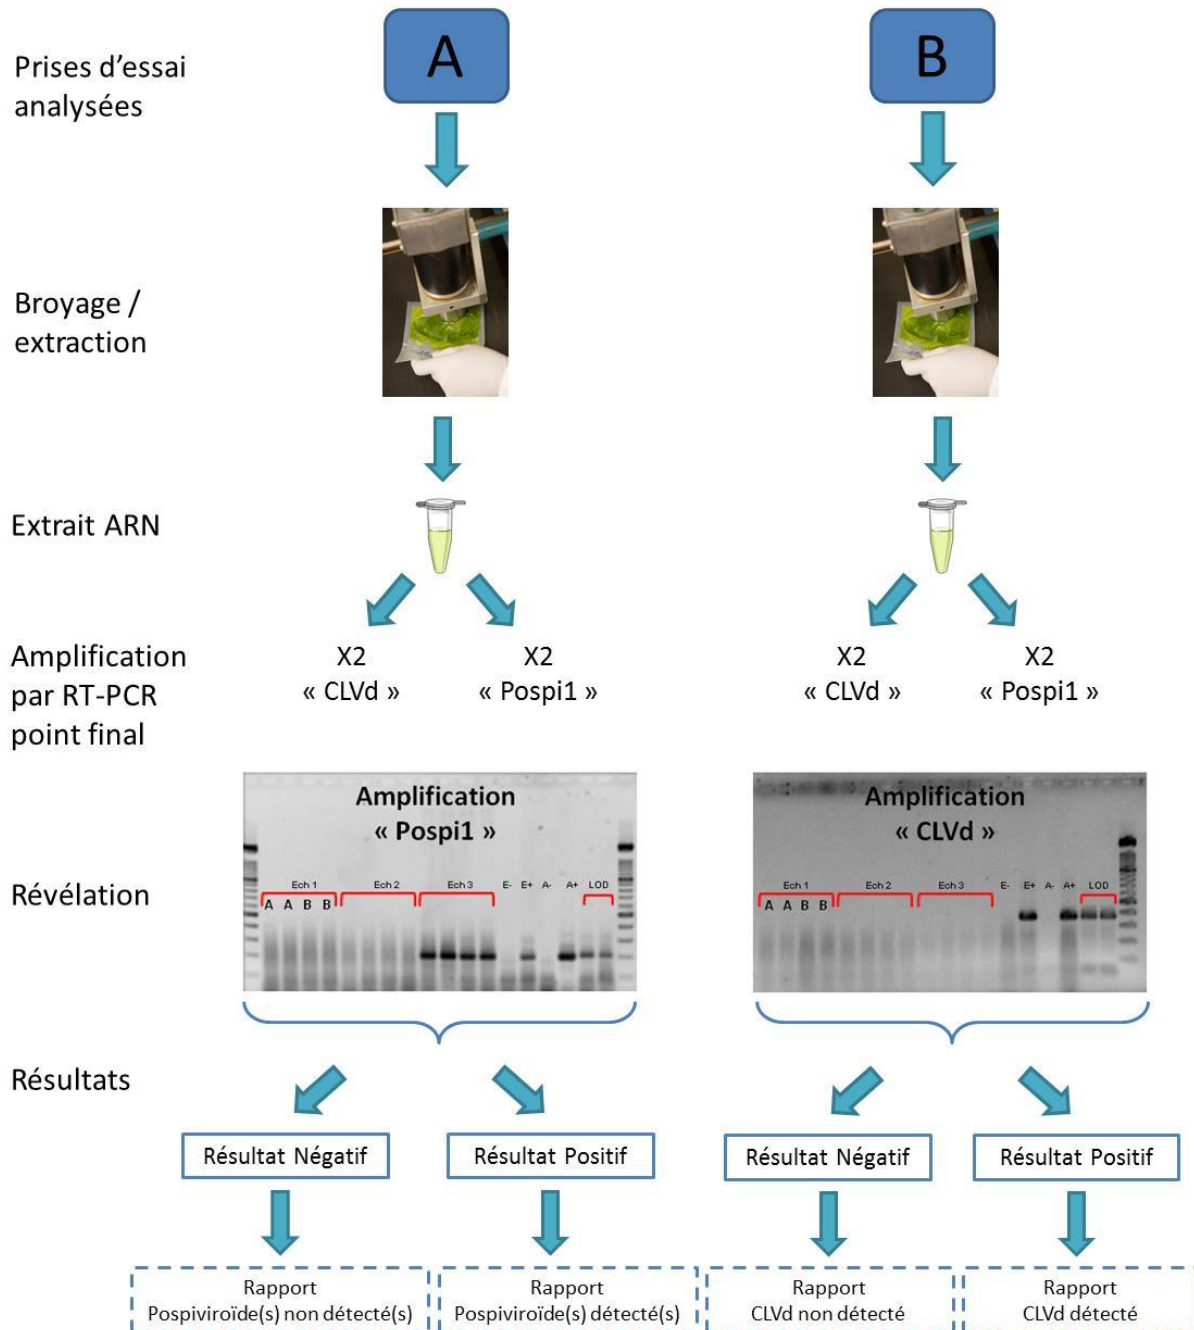 A
B
Prises d’essai
analysées
Broyage /
extraction
Extrait ARN
Amplification
par RT-PCR
point final
X2
« CLVd »
X2
« Pospi1 »
X2
« CLVd »
X2
« Pospi1 »
Révélation
Amplification
« Pospi1 »
Ech 1
Ech 2
Ech 3
E- E+ A- A+ LOD
A A B B
Amplification
« CLVd »
Ech 1
Ech 2
Ech 3
E- E+ A- A+ LOD
A A B B
Résultats
Résultat Négatif
Résultat Positif
Résultat Négatif
Résultat Positif
Rapport
Pospiviroïde(s) non détecté(s)
Rapport
Pospiviroïde(s) détecté(s)
Rapport
CLVd non détecté
Rapport
CLVd détecté